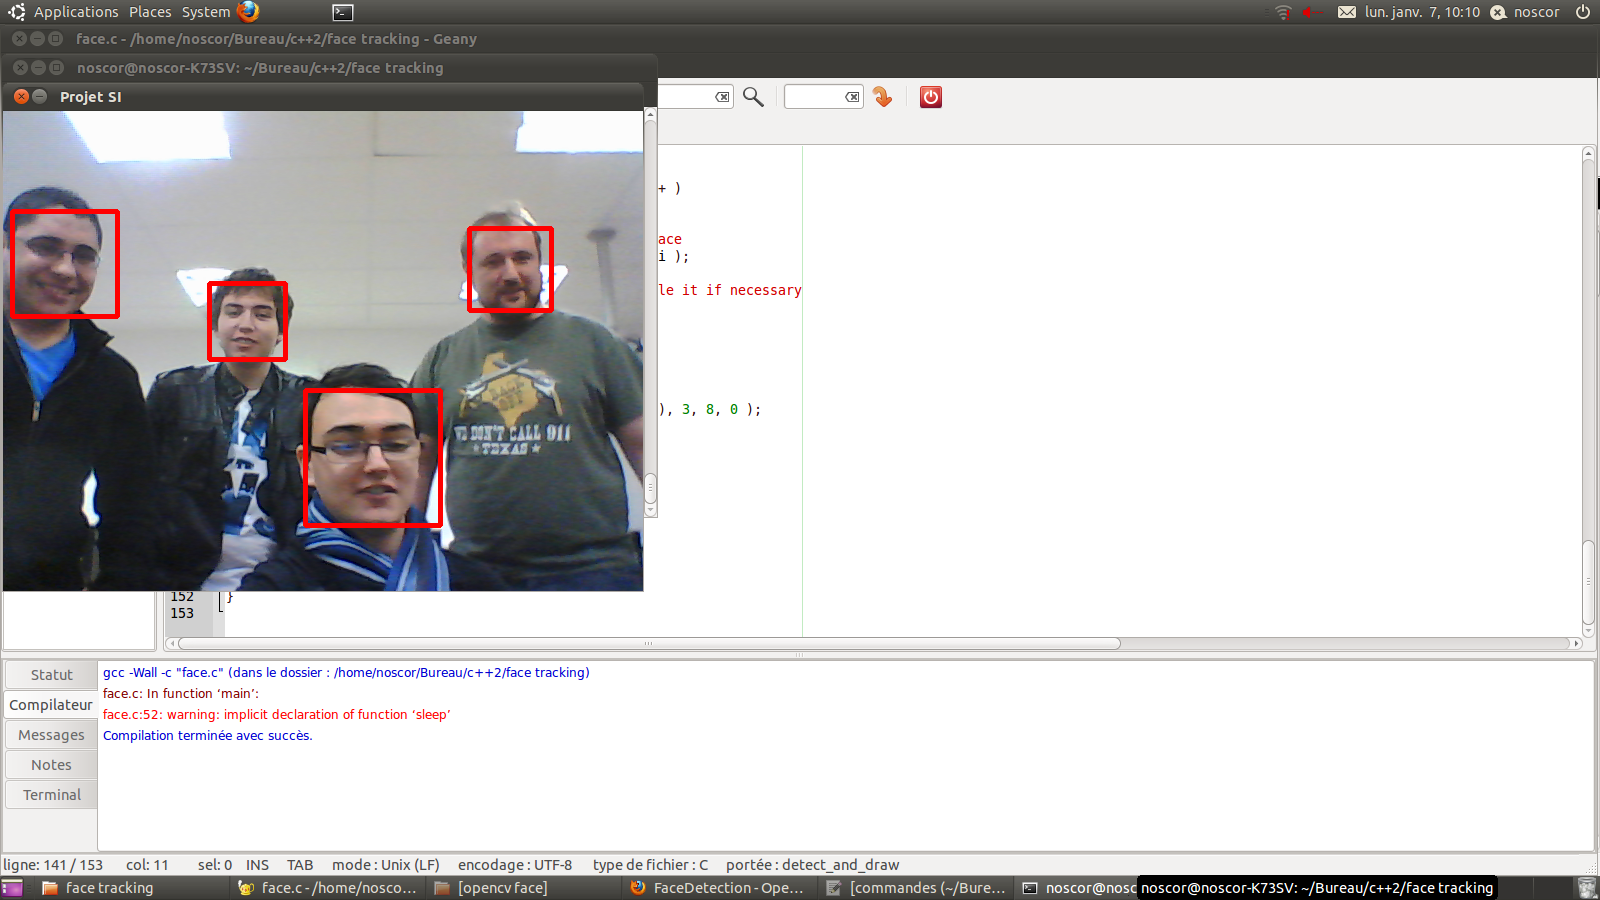 Applications Places System
lun. janv. 7, 10:10 noscor
face.c - /home/noscor/Bureau/c++2/face tracking - Geany
noscor@noscor-K73SV: ~/Bureau/c++2/face tracking
Projet SI
+ )
ace
i );
le it if necessary
), 3, 8, 0 );
WE DON'T CALL 911
TEXAS
152 }
153
Statut
Compilateur
Messages
Notes
Terminal
gcc -Wall -c "face.c" (dans le dossier : /home/noscor/Bureau/c++2/face tracking)
face.c: In function ‘main’:
face.c:52: warning: implicit declaration of function ‘sleep’
Compilation terminée avec succès.
ligne: 141 / 153 col: 11 sel: 0 INS TAB mode : Unix (LF) encodage : UTF-8 type de fichier : C portée : detect_and_draw
face tracking face.c - /home/nosco... [opencv face] FaceDetection - Ope... [commandes (~/Bure... noscor@nosc noscor@noscor-K73SV: ~/Bureau/c++2/face tracking